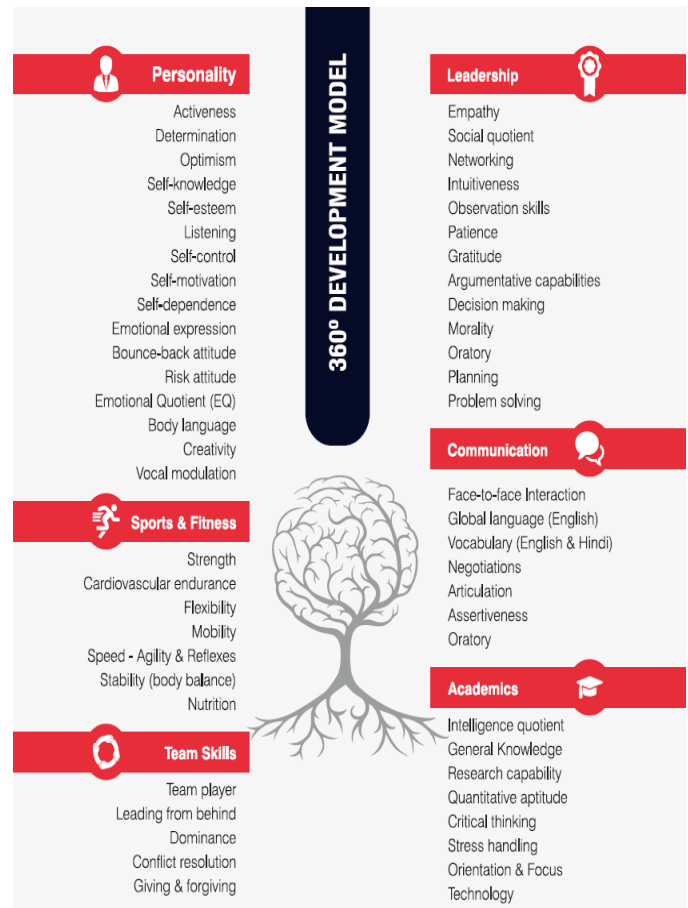 360º DEVELOPMENT MODEL
Personality
Activeness
Determination
Optimism
Self-knowledge
Self-esteem
Listening
Self-control
Self-motivation
Self-dependence
Emotional expression
Bounce-back attitude
Risk attitude
Emotional Quotient (EQ)
Body language
Creativity
Vocal modulation
Sports & Fitness
Strength
Cardiovascular endurance
Flexibility
Mobility
Speed - Agility & Reflexes
Stability (body balance)
Nutrition
Team Skills
Team player
Leading from behind
Dominance
Conflict resolution
Giving & forgiving
Leadership
Empathy
Social quotient
Networking
Intuitiveness
Observation skills
Patience
Gratitude
Argumentative capabilities
Decision making
Morality
Oratory
Planning
Problem solving
Communication
Face-to-face Interaction
Global language (English)
Vocabulary (English & Hindi)
Negotiations
Articulation
Assertiveness
Oratory
Academics
Intelligence quotient
General Knowledge
Research capability
Quantitative aptitude
Critical thinking
Stress handling
Orientation & Focus
Technology